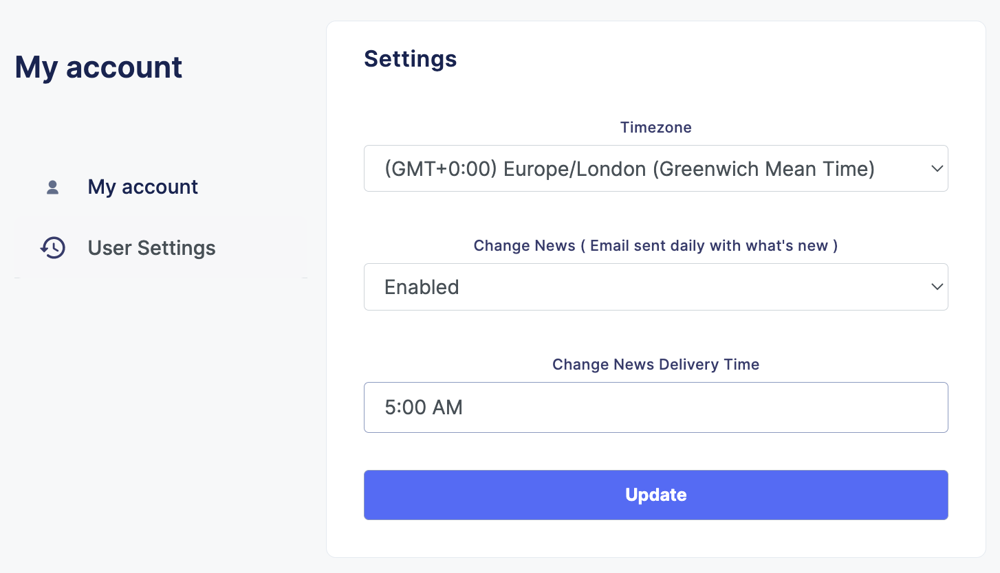 My account
My account
User Settings
Settings
Timezone
(GMT+0:00) Europe/London (Greenwich Mean Time)
Change News ( Email sent daily with what's new )
Enabled
Change News Delivery Time
5:00 AM
Update